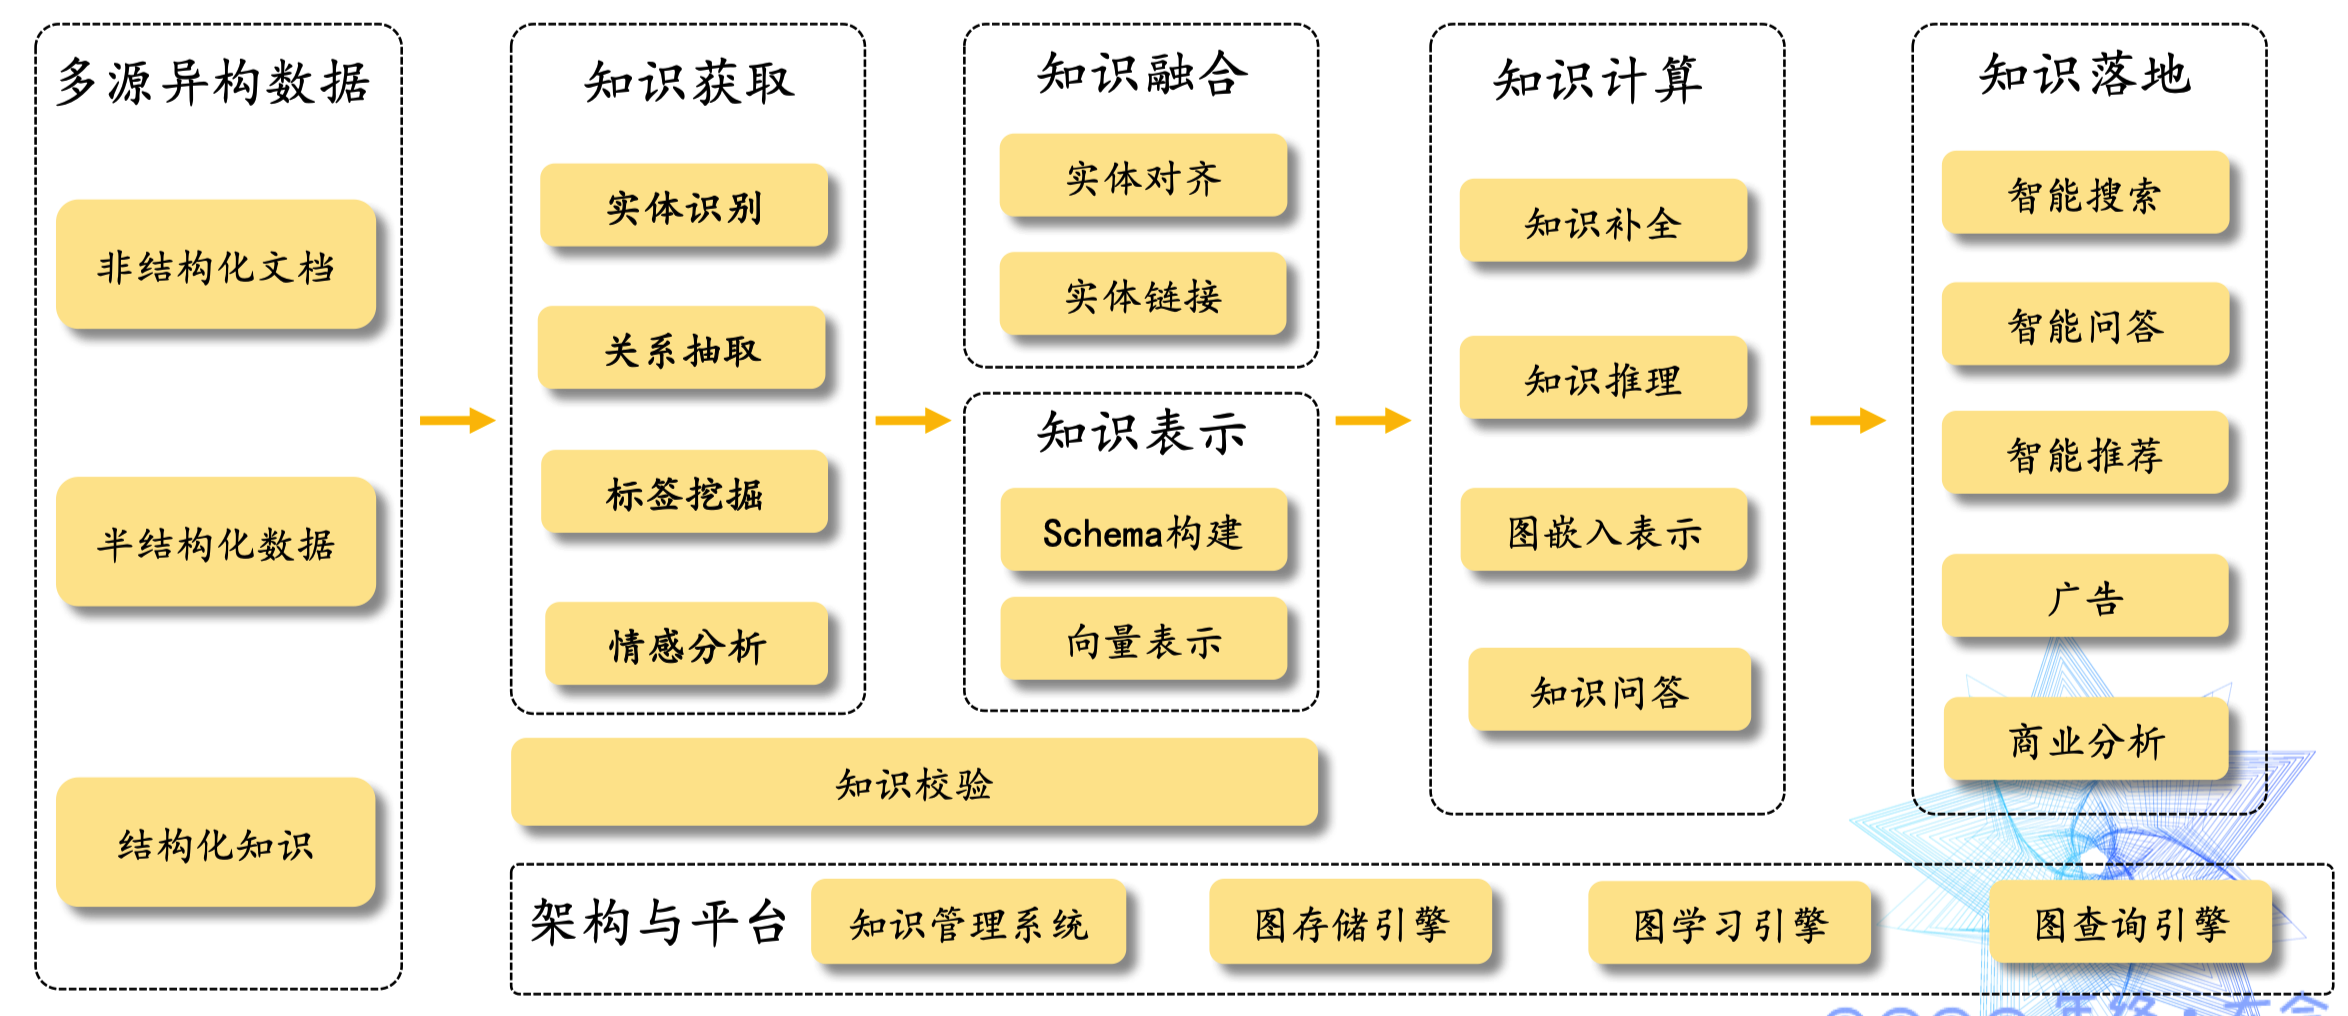 多源异构数据
非结构化文档
半结构化数据
结构化知识
知识获取
实体识别
关系抽取
标签挖掘
情感分析
知识融合
实体对齐
实体链接
知识表示
Schema构建
向量表示
知识校验
知识计算
知识补全
知识推理
图嵌入表示
知识问答
知识落地
智能搜索
智能问答
智能推荐
广告
商业分析
架构与平台
知识管理系统
图存储引擎
图学习引擎
图查询引擎